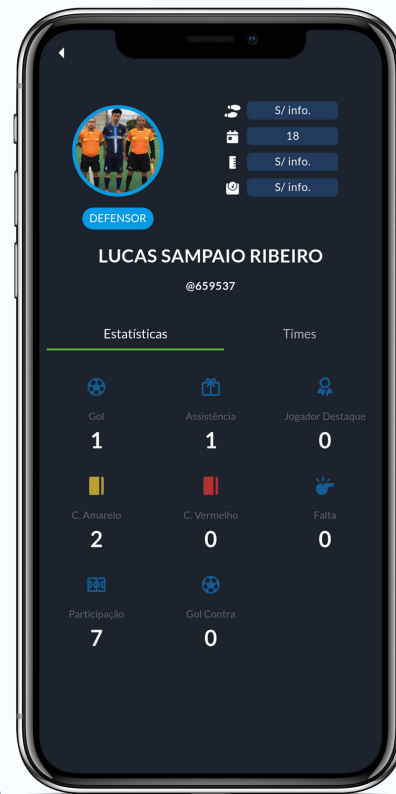 S/ info.
18
S/ info.
S/ info.
DEFENSOR
LUCAS SAMPAIO RIBEIRO
@659537
Estatísticas Times
Gol Assistência Jogador Destaque
1 1 0
C. Amarelo C. Vermelho Falta
2 0 0
Participação Gol Contra
7 0